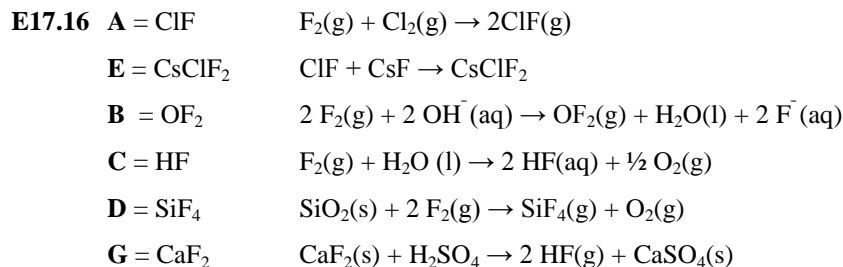 E17.16 A = ClF F₂(g) + Cl₂(g) → 2ClF(g)
E = CsClF₂ ClF + CsF → CsClF₂
B = OF₂ 2 F₂(g) + 2 OH⁻(aq) → OF₂(g) + H₂O(l) + 2 F⁻(aq)
C = HF F₂(g) + H₂O (l) → 2 HF(aq) + ½ O₂(g)
D = SiF₄ SiO₂(s) + 2 F₂(g) → SiF₄(g) + O₂(g)
G = CaF₂ CaF₂(s) + H₂SO₄ → 2 HF(g) + CaSO₄(s)